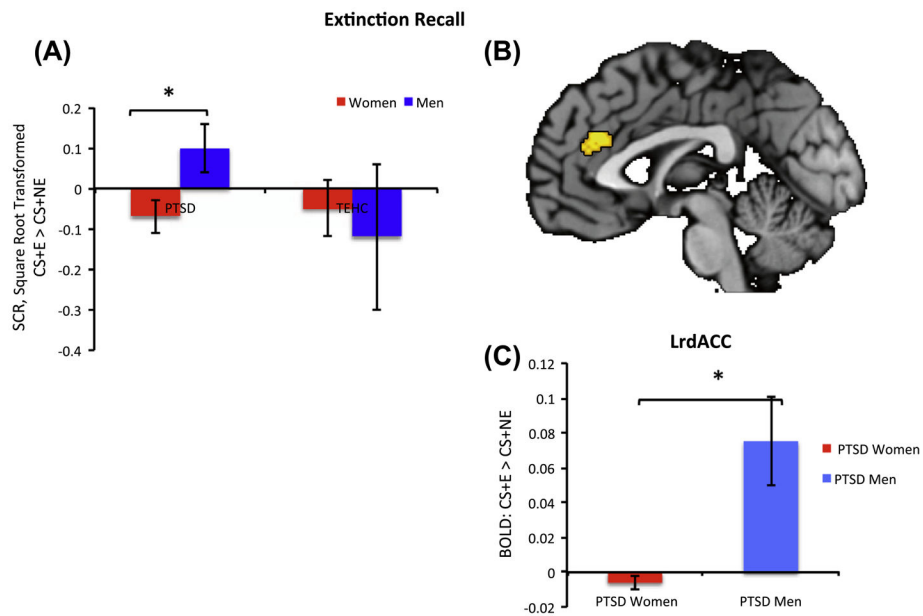 Extinction Recall
(A)
*
Women Men
SCR, Square Root Transformed
CS+E > CS+NE
0.2
0.1
0
-0.1
-0.2
-0.3
-0.4
PTSD TEHC
(B)
(C)
LrdACC
*
BOLD: CS+E > CS+NE
0.12
0.1
0.08
0.06
0.04
0.02
0
-0.02
PTSD Women PTSD Men
PTSD Women
PTSD Men